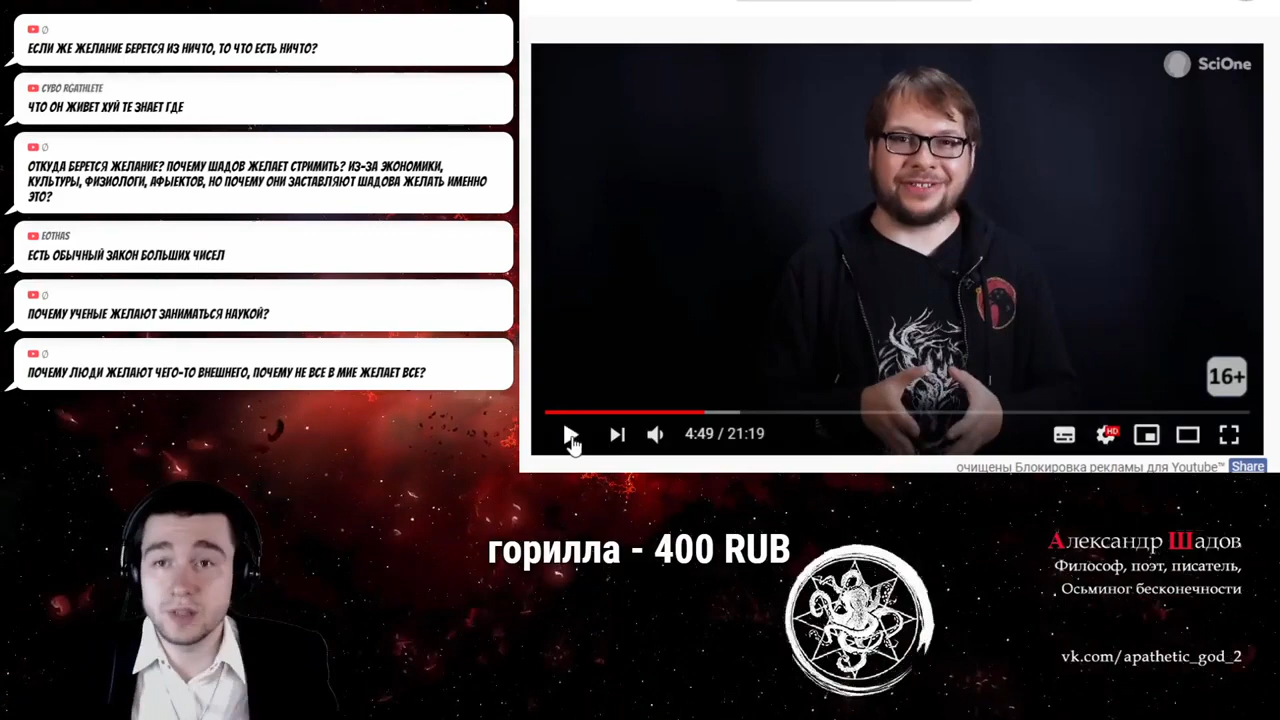 Ø
ЕСЛИ ЖЕ ЖЕЛАНИЕ БЕРЕТСЯ ИЗ НИЧТО, ТО ЧТО ЕСТЬ НИЧТО?
CYBO RGATHLETE
ЧТО ОН ЖИВЕТ ХУЙ ТЕ ЗНАЕТ ГДЕ
Ø
ОТКУДА БЕРЕТСЯ ЖЕЛАНИЕ? ПОЧЕМУ ШАДОВ ЖЕЛАЕТ СТРИМИТЬ? ИЗ-ЗА ЭКОНОМИКИ,
КУЛЬТУРЫ, ФИЗИОЛОГИ, АФЫЕКТОВ, НО ПОЧЕМУ ОНИ ЗАСТАВЛЯЮТ ШАДОВА ЖЕЛАТЬ ИМЕННО
ЭТО?
EOTHAS
ЕСТЬ ОБЫЧНЫЙ ЗАКОН БОЛЬШИХ ЧИСЕЛ
Ø
ПОЧЕМУ УЧЕНЫЕ ЖЕЛАЮТ ЗАНИМАТЬСЯ НАУКОЙ?
Ø
ПОЧЕМУ ЛЮДИ ЖЕЛАЮТ ЧЕГО-ТО ВНЕШНЕГО, ПОЧЕМУ НЕ ВСЕ В МИЕ ЖЕЛАЕТ ВСЕ?
SciOne
16+
4:49 / 21:19
HD
очищены Блокировка рекламы для Youtube™ Share
горилла - 400 RUB
Александр Шадов
Философ, поэт, писатель,
Осьминог бесконечности
vk.com/apathetic_god_2